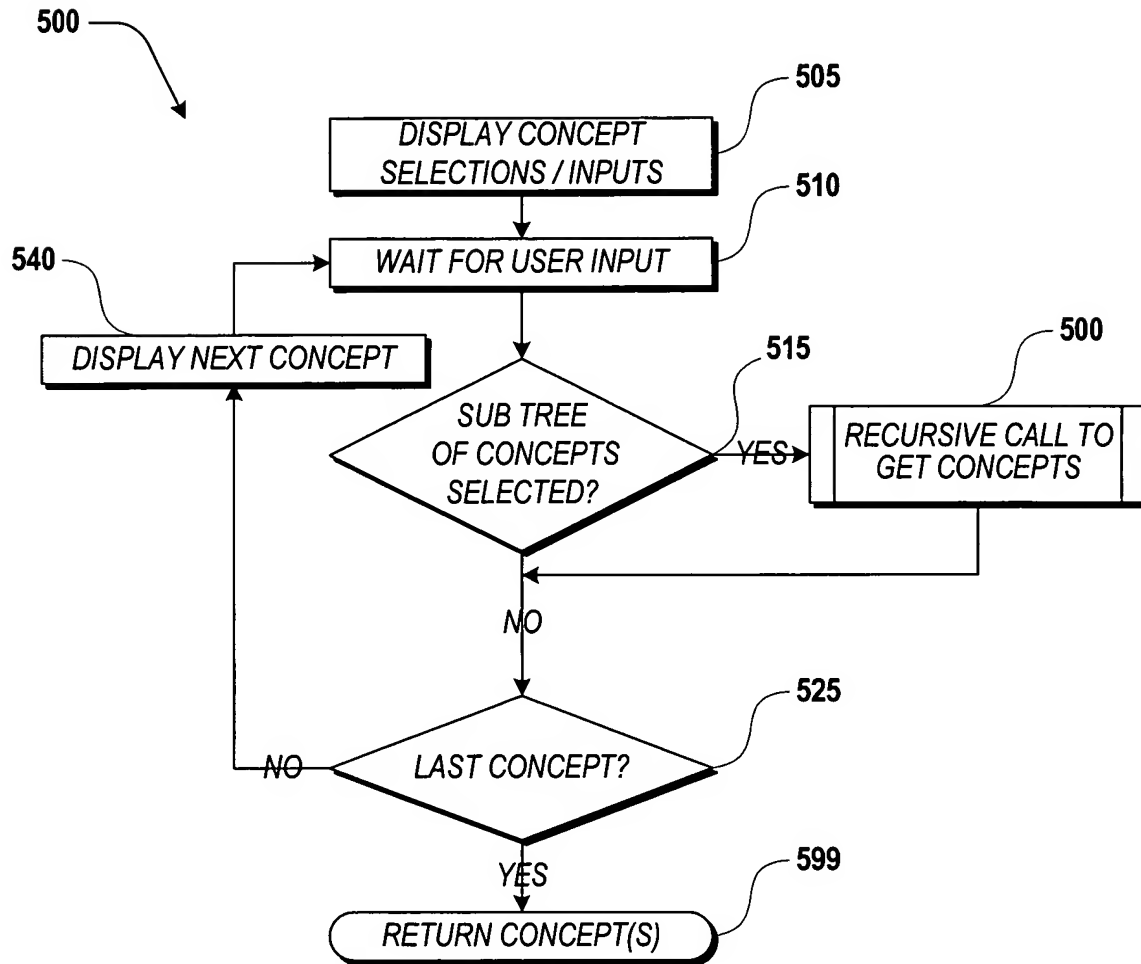 500
505
DISPLAY CONCEPT
SELECTIONS / INPUTS
510
WAIT FOR USER INPUT
540
DISPLAY NEXT CONCEPT
515
500
SUB TREE
OF CONCEPTS
SELECTED?
YES
RECURSIVE CALL TO
GET CONCEPTS
NO
525
LAST CONCEPT?
NO
YES
599
RETURN CONCEPT(S)